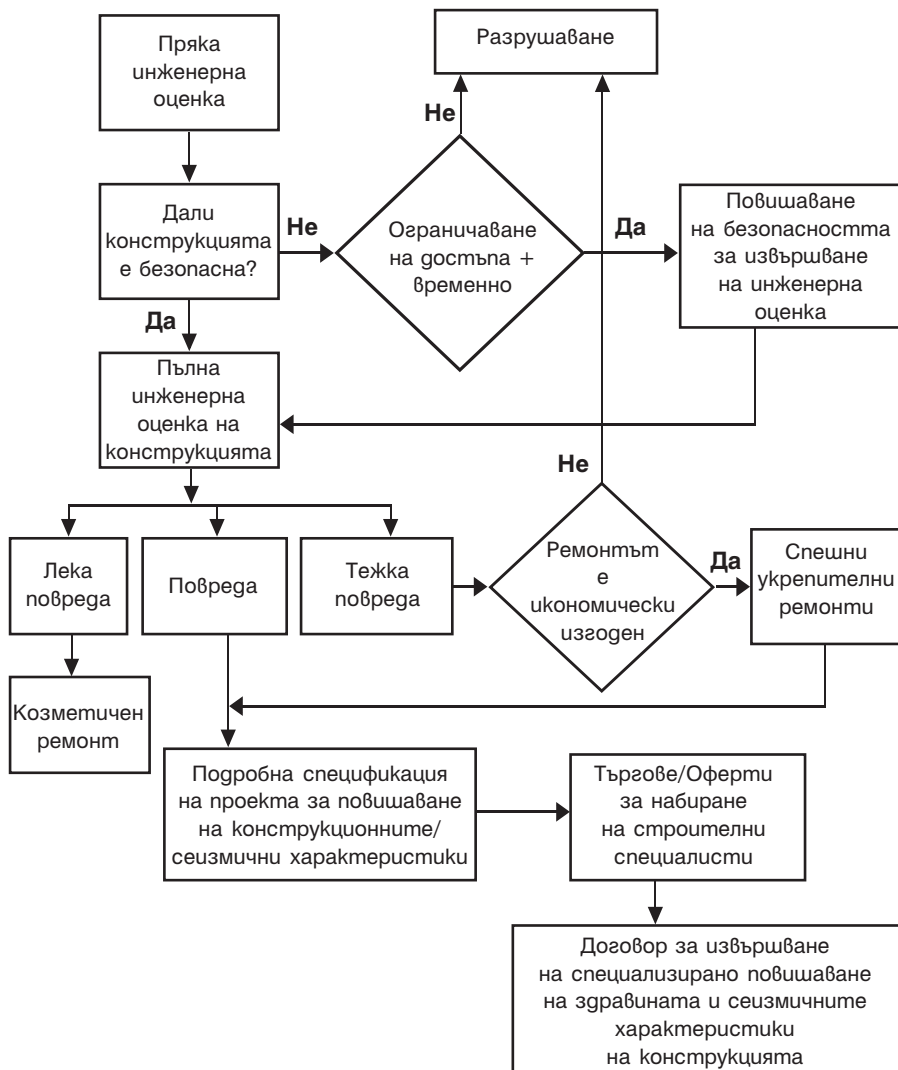 Пряка
инженерна
оценка
Разрушаване
Не
Дали
конструкцията
е безопасна?
Не
Ограничаване
на достъпа +
временно
Да
Повишаване
на безопасността
за извършване
на инженерна
оценка
Да
Пълна
инженерна
оценка на
конструкцията
Не
Лека
повреда
Повреда
Тежка
повреда
Ремонтът
е
икономически
изгоден
Да
Спешни
укрепителни
ремонти
Козметичен
ремонт
Подробна спецификация
на проекта за повишаване
на конструкционните/
сеизмични характеристики
Търгове/Оферти
за набиране
на строителни
специалисти
Договор за извършване
на специализирано повишаване
на здравината и сеизмичните
характеристики
на конструкцията